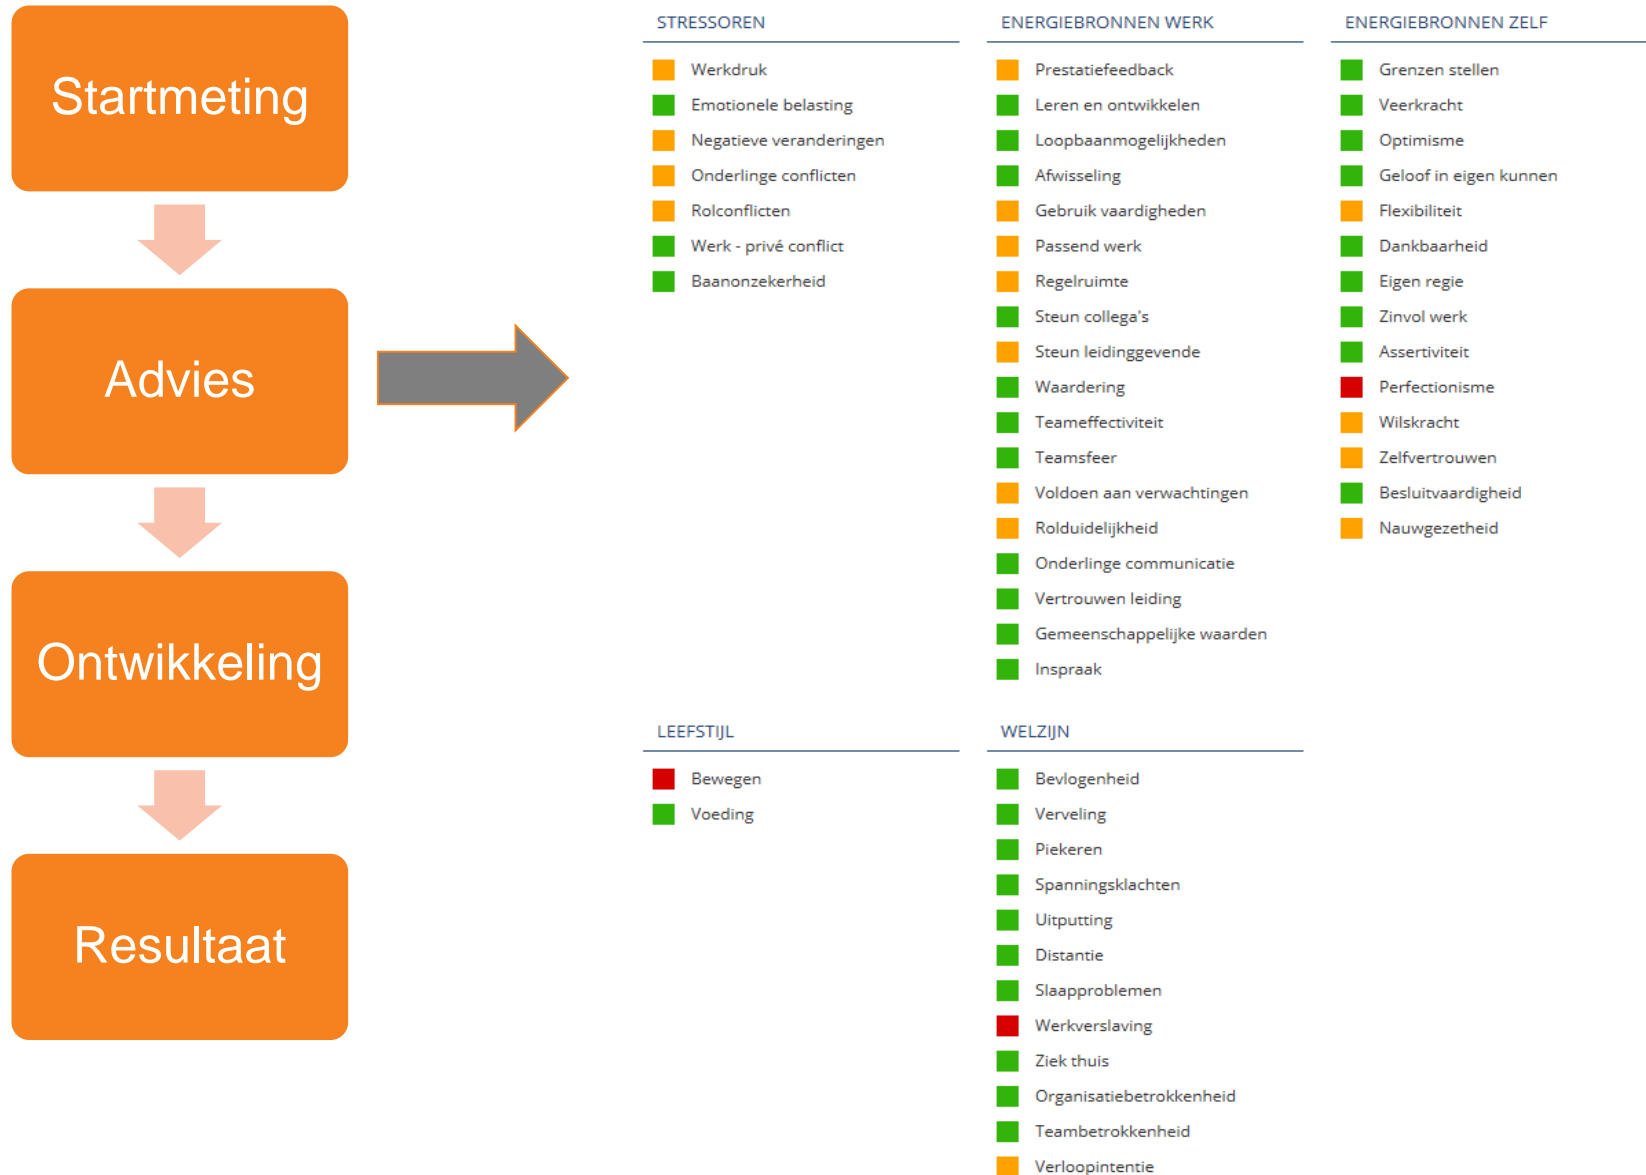 Startmeting
Advies
Ontwikkeling
Resultaat
STRESSOREN
Werkdruk
Emotionele belasting
Negatieve veranderingen
Onderlinge conflicten
Rolconflicten
Werk - privé conflict
Baanonzekerheid
ENERGIEBRONNEN WERK
Prestatiefeedback
Leren en ontwikkelen
Loopbaanmogelijkheden
Afwisseling
Gebruik vaardigheden
Passend werk
Regelruimte
Steun collega's
Steun leidinggevende
Waardering
Teameffectiviteit
Teamsfeer
Voldoen aan verwachtingen
Rolduidelijkheid
Onderlinge communicatie
Vertrouwen leiding
Gemeenschappelijke waarden
Inspraak
ENERGIEBRONNEN ZELF
Grenzen stellen
Veerkracht
Optimisme
Geloof in eigen kunnen
Flexibiliteit
Dankbaarheid
Eigen regie
Zinvol werk
Assertiviteit
Perfectionisme
Wilskracht
Zelfvertrouwen
Besluitvaardigheid
Nauwgezetheid
LEEFSTIJL
Bewegen
Voeding
WELZIJN
Bevlogenheid
Verveling
Piekeren
Spanningsklachten
Uitputting
Distantie
Slaapproblemen
Werkverslaving
Ziek thuis
Organisatiebetrokkenheid
Teambetrokkenheid
Verloopintentie